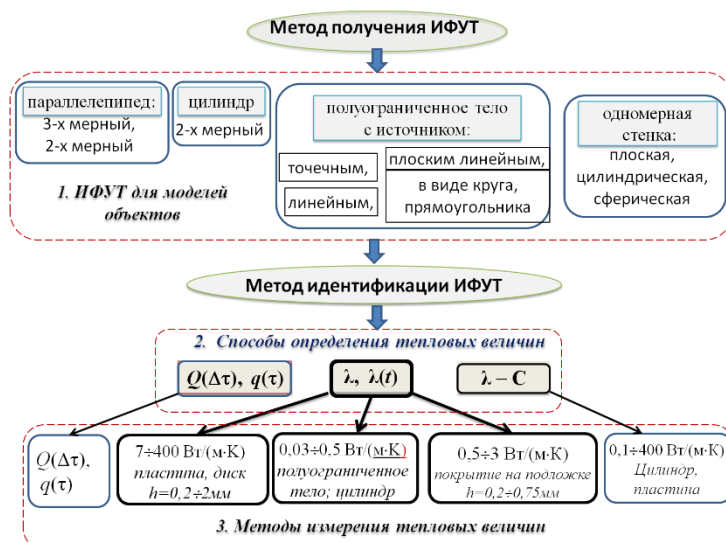 Метод получения ИФУТ
параллелепипед:
3-х мерный,
2-х мерный
цилиндр
2-х мерный
полуограниченное тело
с источником:
точечным,
линейным,
плоским линейным,
в виде круга,
прямоугольника
одномерная
стенка:
плоская,
цилиндрическая,
сферическая
1. ИФУТ для моделей
объектов
Метод идентификации ИФУТ
2. Способы определения тепловых величин
Q(Δτ), q(τ)
λ, λ(t)
λ – C
Q(Δτ),
q(τ)
7÷400 Вт/(м·К)
пластина, диск
h=0,2÷2мм
0,03÷0,5 Вт/(м·К)
полуограниченное
тело; цилиндр
0,5÷3 Вт/(м·К)
покрытие на подложке
h=0,2÷0,75мм
0,1÷400 Вт/(м·К)
Цилиндр,
пластина
3. Методы измерения тепловых величин